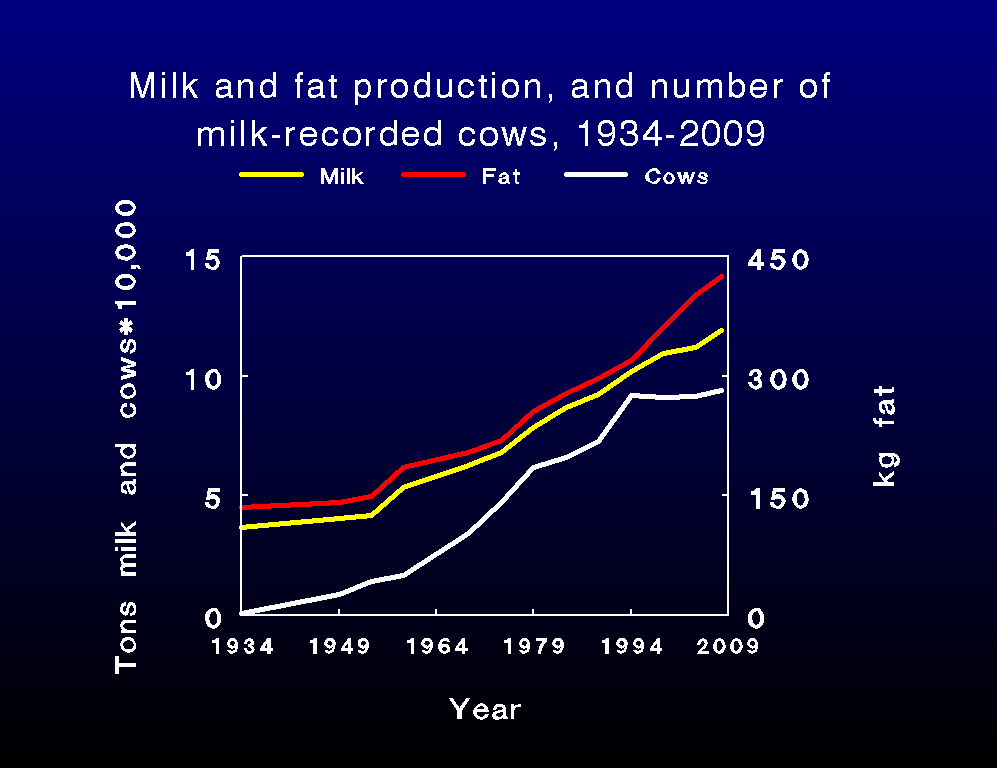 Milk and fat production, and number of
milk-recorded cows, 1934-2009
Milk Fat Cows
Tons milk and cows*10,000
15
10
5
0
450
300
150
0
kg fat
1934 1949 1964 1979 1994 2009
Year